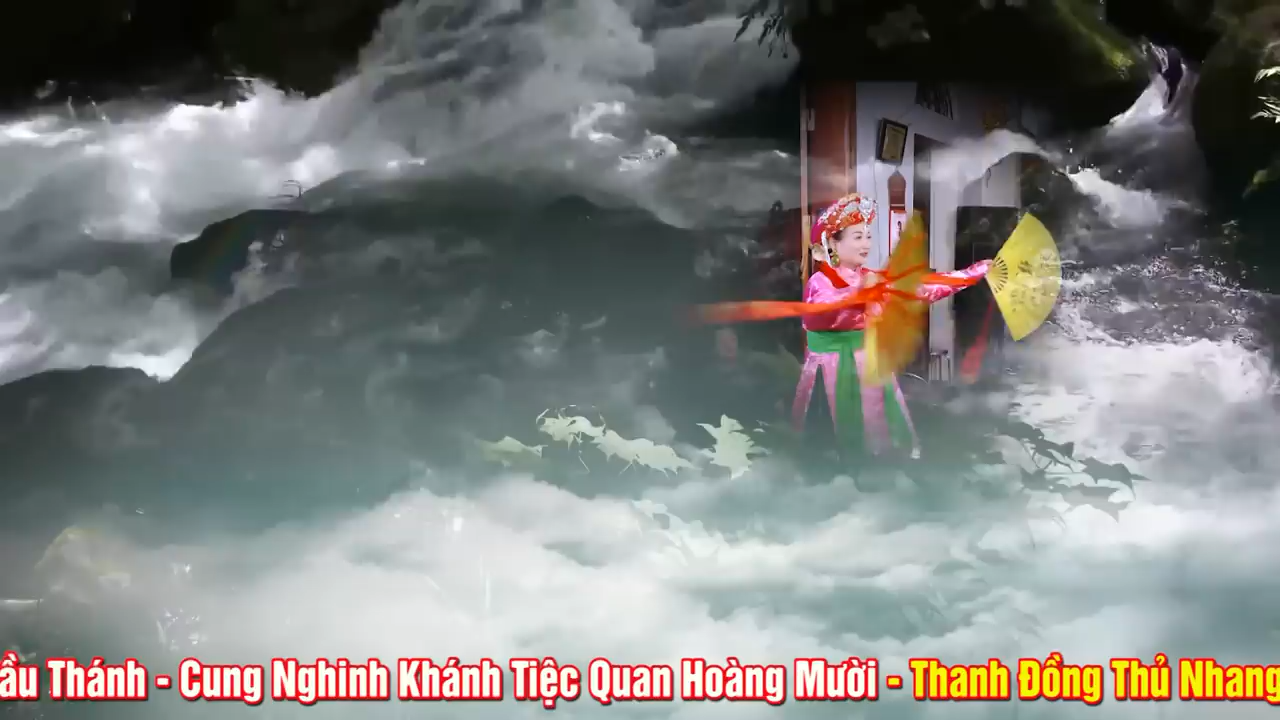 ầu Thánh - Cung Nghinh Khánh Tiệc Quan Hoàng Mười - Thanh Đồng Thủ Nhang